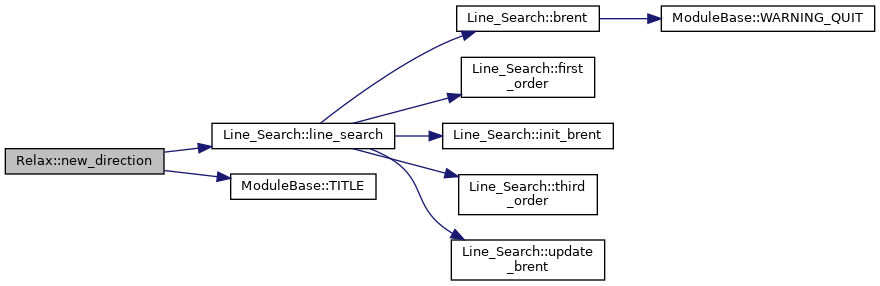 Relax::new_direction
Line_Search::line_search
ModuleBase::TITLE
Line_Search::brent
ModuleBase::WARNING_QUIT
Line_Search::first
_order
Line_Search::init_brent
Line_Search::third
_order
Line_Search::update
_brent